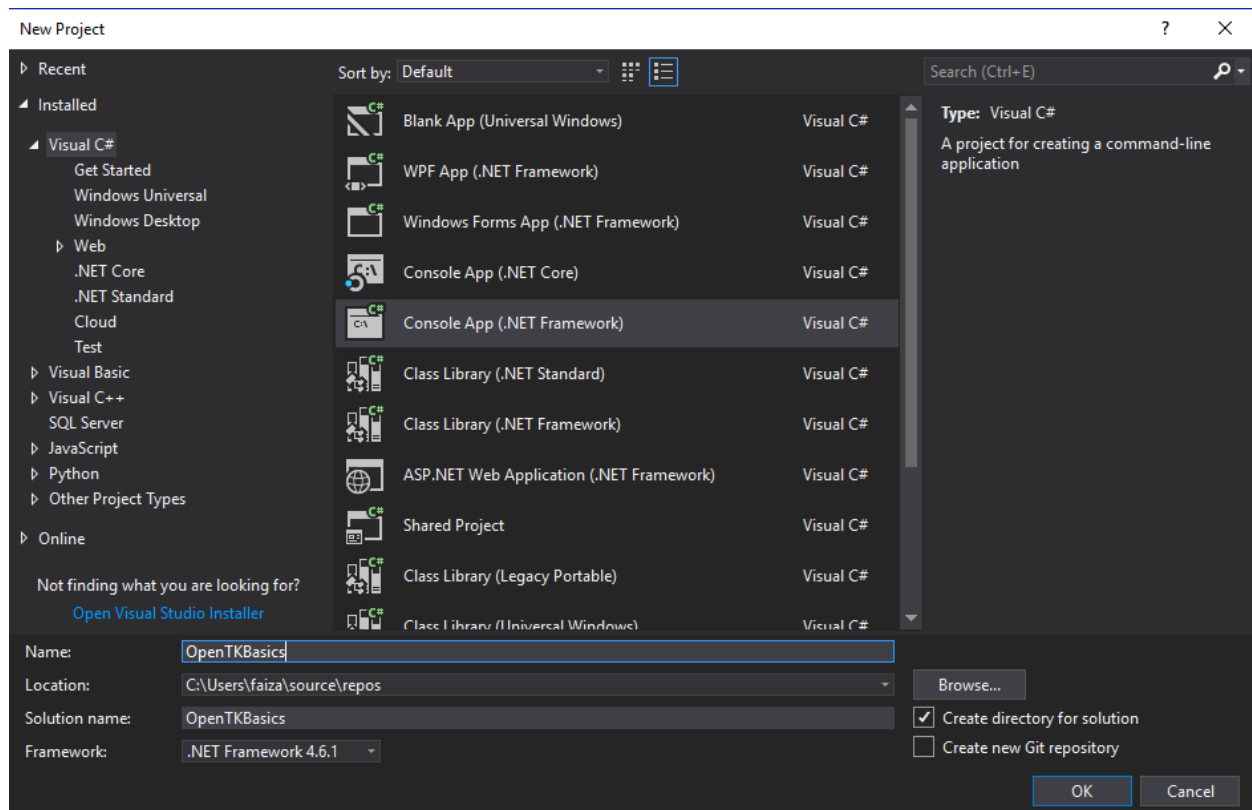 New Project
?
Recent
Installed
Visual C#
Get Started
Windows Universal
Windows Desktop
Web
.NET Core
.NET Standard
Cloud
Test
Visual Basic
Visual C++
SQL Server
JavaScript
Python
Other Project Types
Online
Not finding what you are looking for?
Open Visual Studio Installer
Sort by: Default
C# Blank App (Universal Windows) Visual C#
C# WPF App (.NET Framework) Visual C#
C# Windows Forms App (.NET Framework) Visual C#
C# C:\ Console App (.NET Core) Visual C#
C# C:\ Console App (.NET Framework) Visual C#
C# Class Library (.NET Standard) Visual C#
C# Class Library (.NET Framework) Visual C#
C# ASP.NET Web Application (.NET Framework) Visual C#
C# Shared Project Visual C#
C# Class Library (Legacy Portable) Visual C#
C# Class Library (Universal Windows) Visual C#
Search (Ctrl+E)
Type: Visual C#
A project for creating a command-line
application
Name: OpenTKBasics
Location: C:\Users\faiza\source\repos
Browse...
Solution name: OpenTKBasics
Create directory for solution
Framework: .NET Framework 4.6.1
Create new Git repository
OK
Cancel